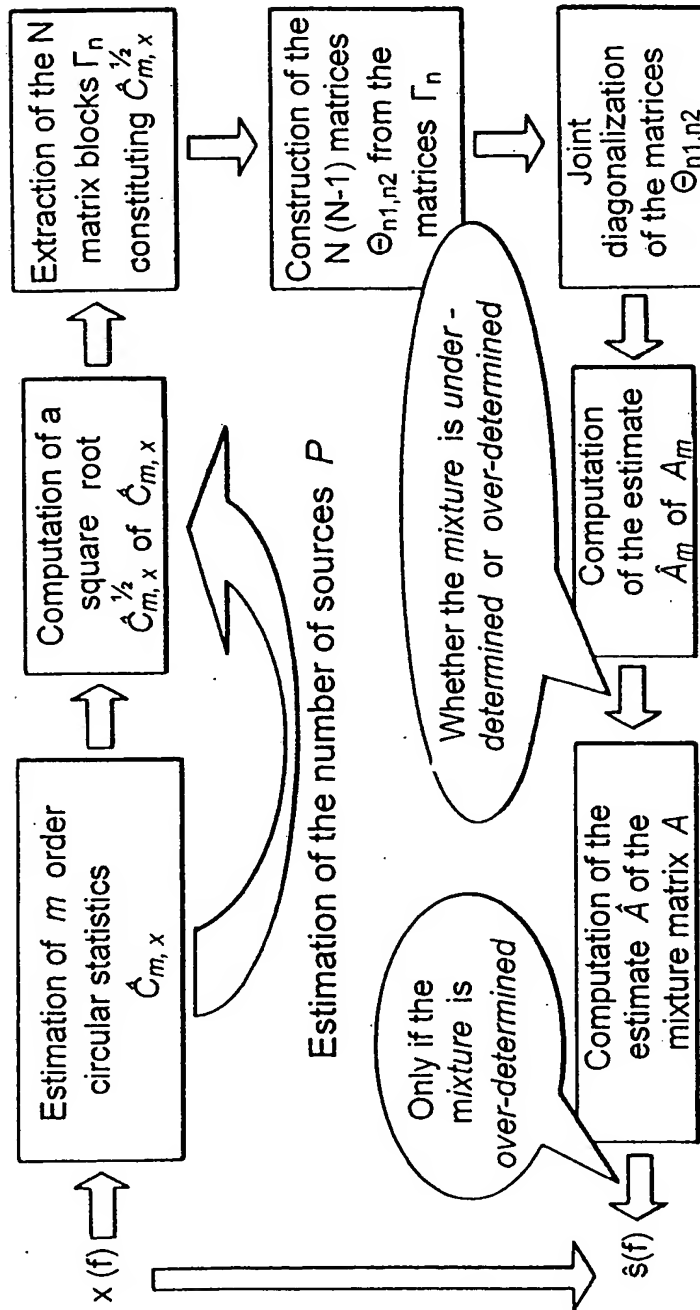 x (f)
Estimation of m order
circular statistics
Ĉm, x
Computation of a
square root
Ĉ½m, x of Ĉm, x
Extraction of the N
matrix blocks Γn
constituting Ĉ½m, x
Estimation of the number of sources P
Construction of the
N (N-1) matrices
Θn1,n2 from the
matrices Γn
Joint
diagonalization
of the matrices
Θn1,n2
Whether the mixture is under-
determined or over-determined
Computation
of the estimate
Âm of Am
Computation of the
estimate Â of the
mixture matrix A
Only if the
mixture is
over-determined
ŝ(f)